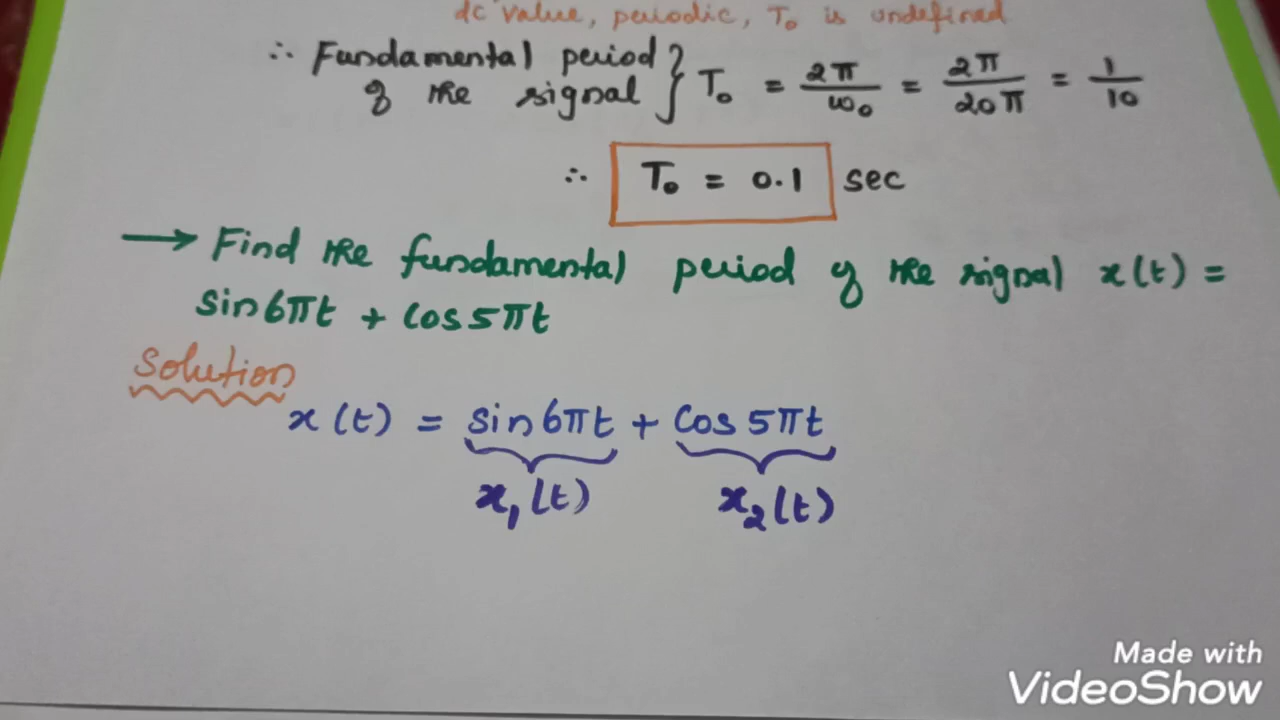 dc value, periodic, T₀ is undefined
∴ Fundamental period of the signal } T₀ = 2π/ω₀ = 2π/20π = 1/10
∴ T₀ = 0.1 sec
→ Find the fundamental period of the signal x(t) =
sin6πt + cos5πt
Solution
x(t) = sin6πt + cos5πt
x₁(t) x₂(t)
Made with
VideoShow